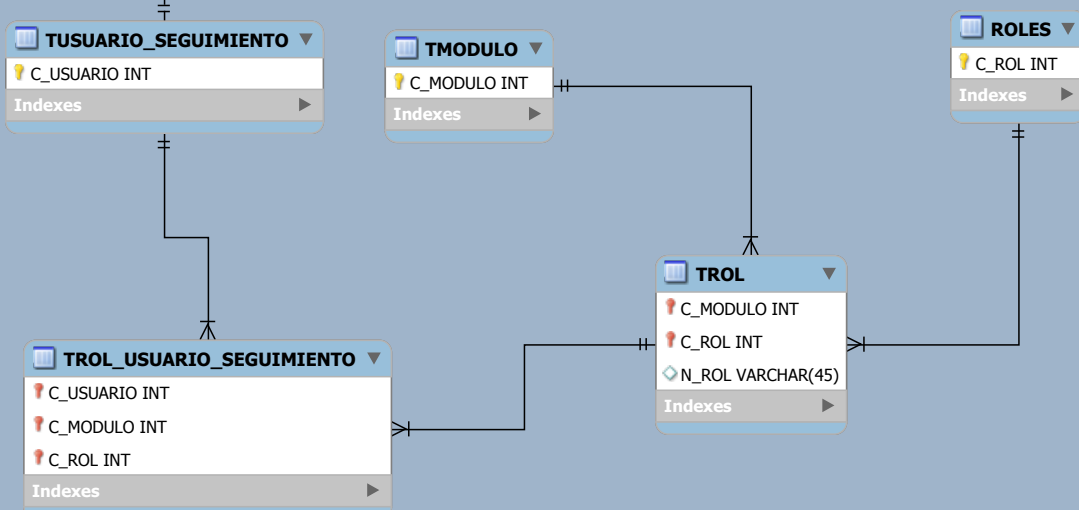 TUSUARIO_SEGUIMIENTO
C_USUARIO INT
Indexes
TMODULO
C_MODULO INT
Indexes
ROLES
C_ROL INT
Indexes
TROL
C_MODULO INT
C_ROL INT
N_ROL VARCHAR(45)
Indexes
TROL_USUARIO_SEGUIMIENTO
C_USUARIO INT
C_MODULO INT
C_ROL INT
Indexes